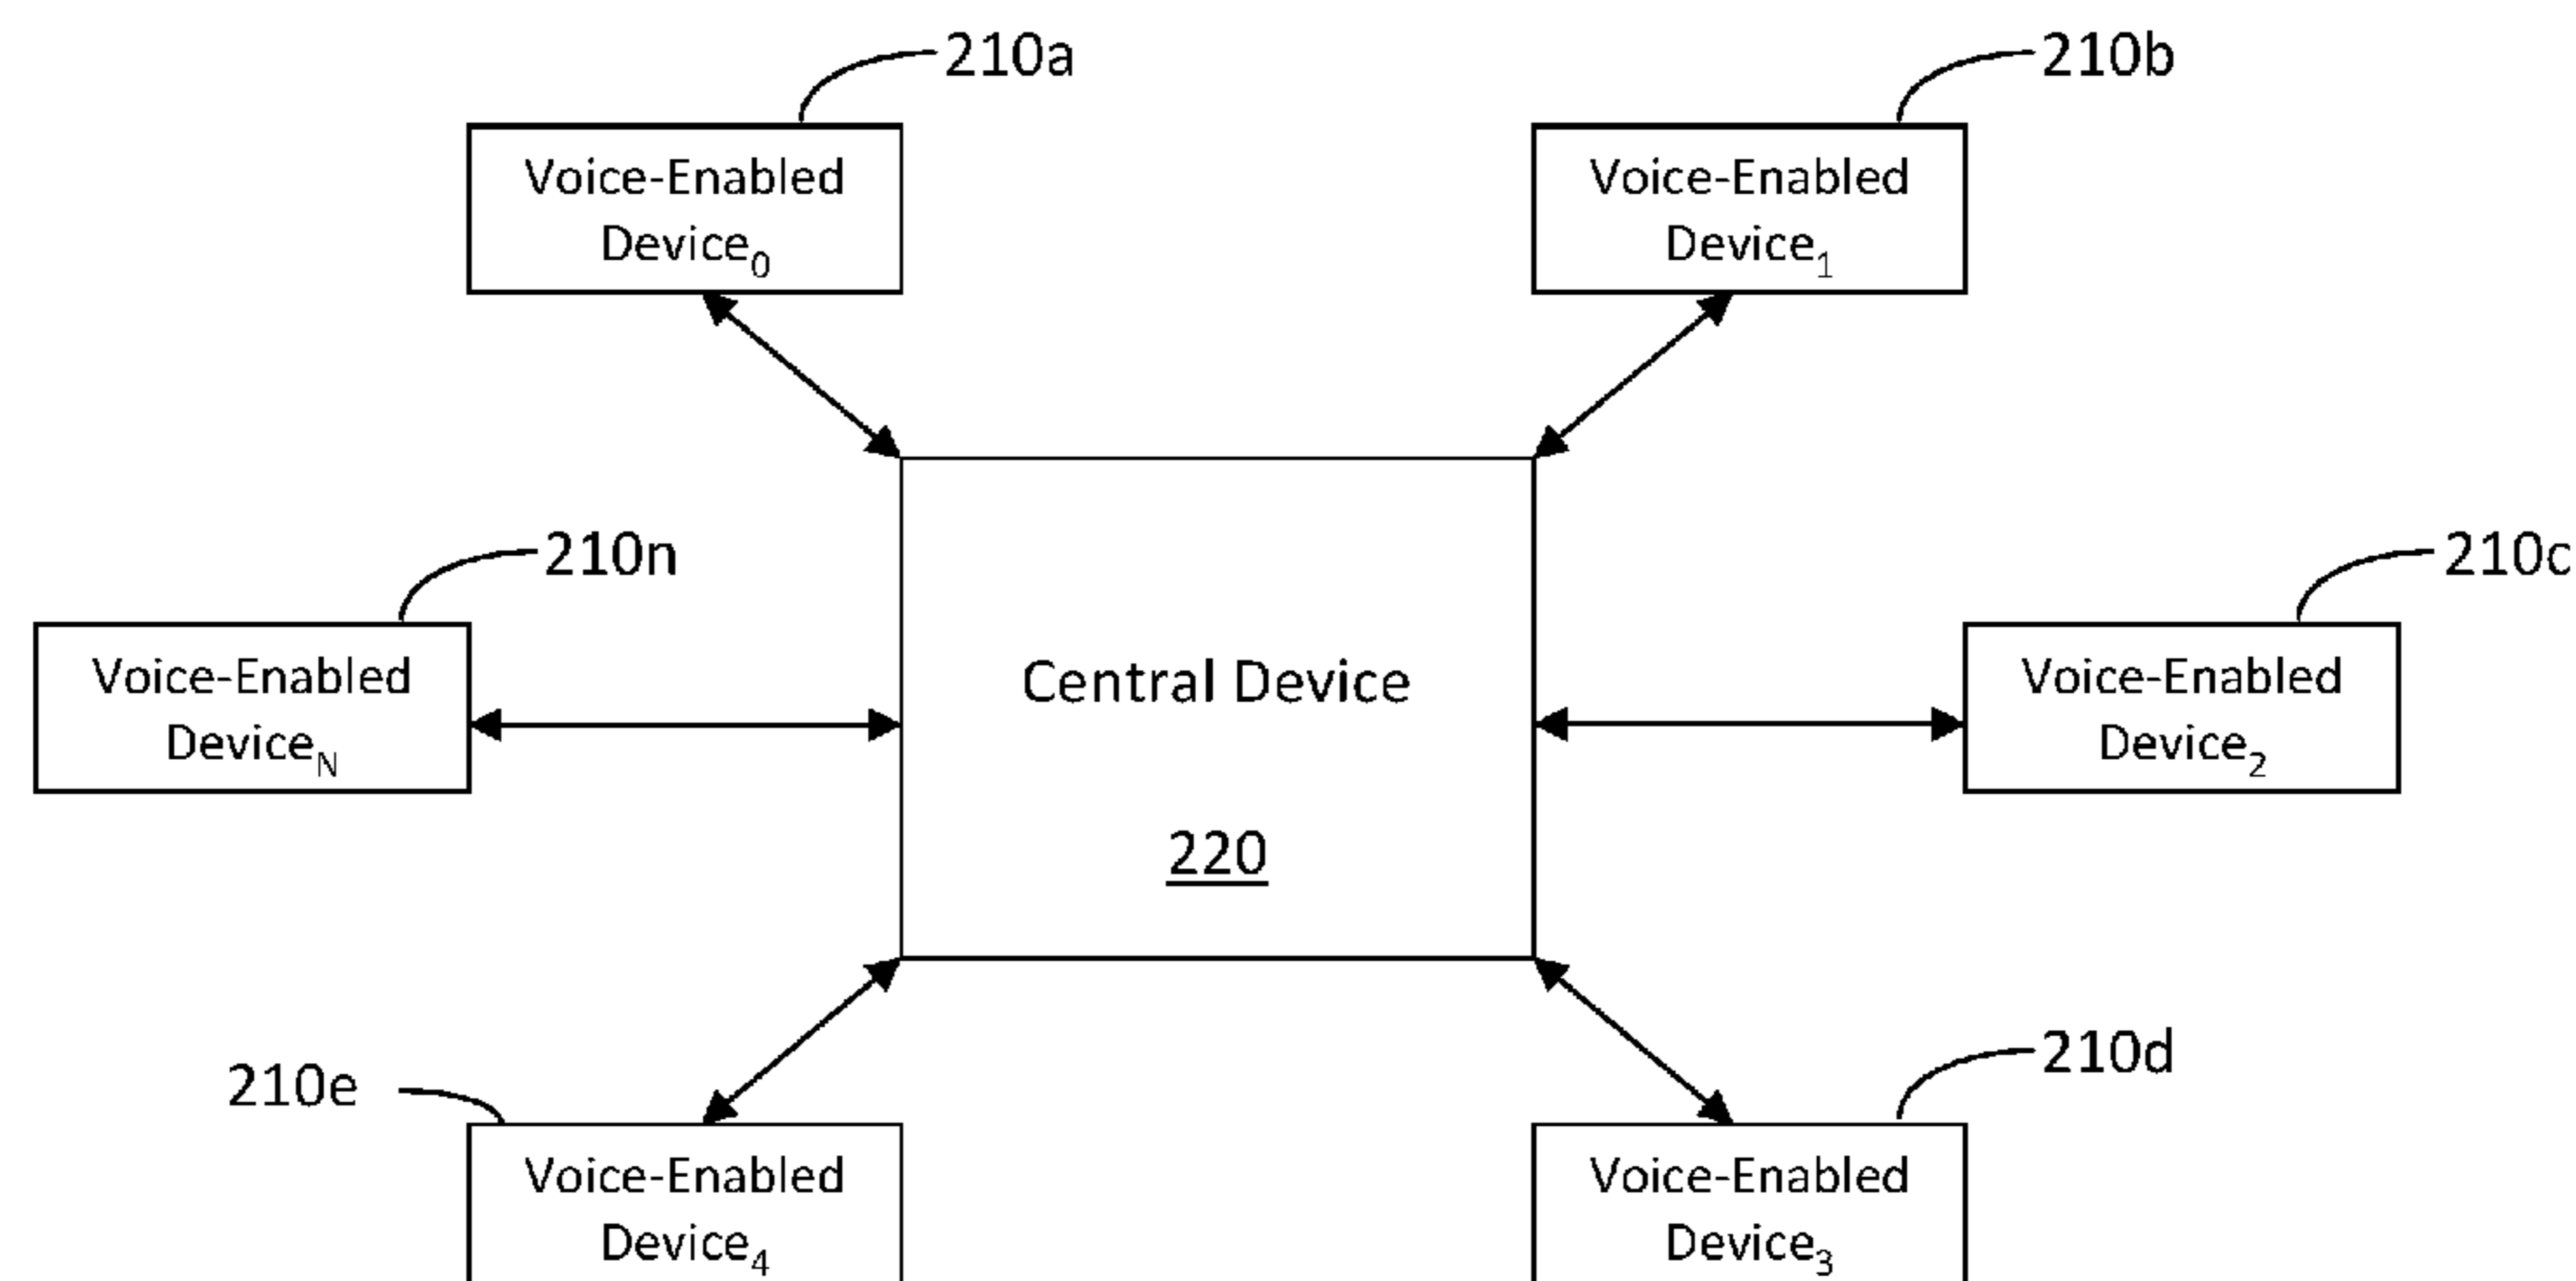 210a
210b
Voice-Enabled
Device₀
Voice-Enabled
Device₁
210n
210c
Voice-Enabled
Device_N
Central Device
220
Voice-Enabled
Device₂
210e
210d
Voice-Enabled
Device₄
Voice-Enabled
Device₃